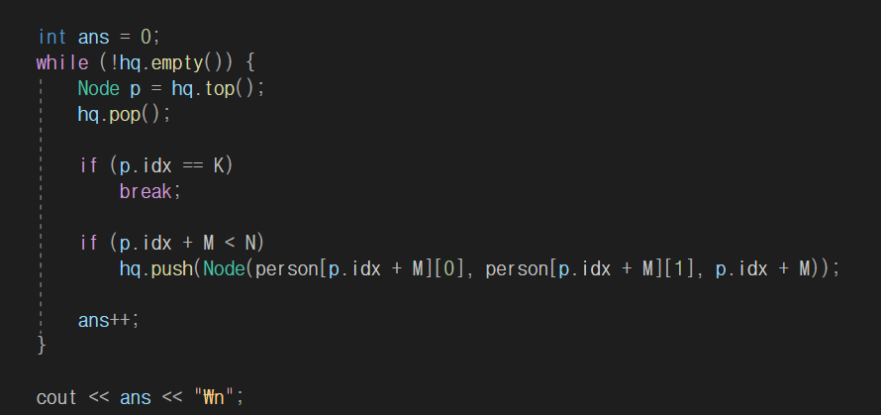 int ans = 0;
while (!hq.empty()) {
Node p = hq.top();
hq.pop();
if (p.idx == K)
break;
if (p.idx + M < N)
hq.push(Node(person[p.idx + M][0], person[p.idx + M][1], p.idx + M));
ans++;
}
cout << ans << "₩n";